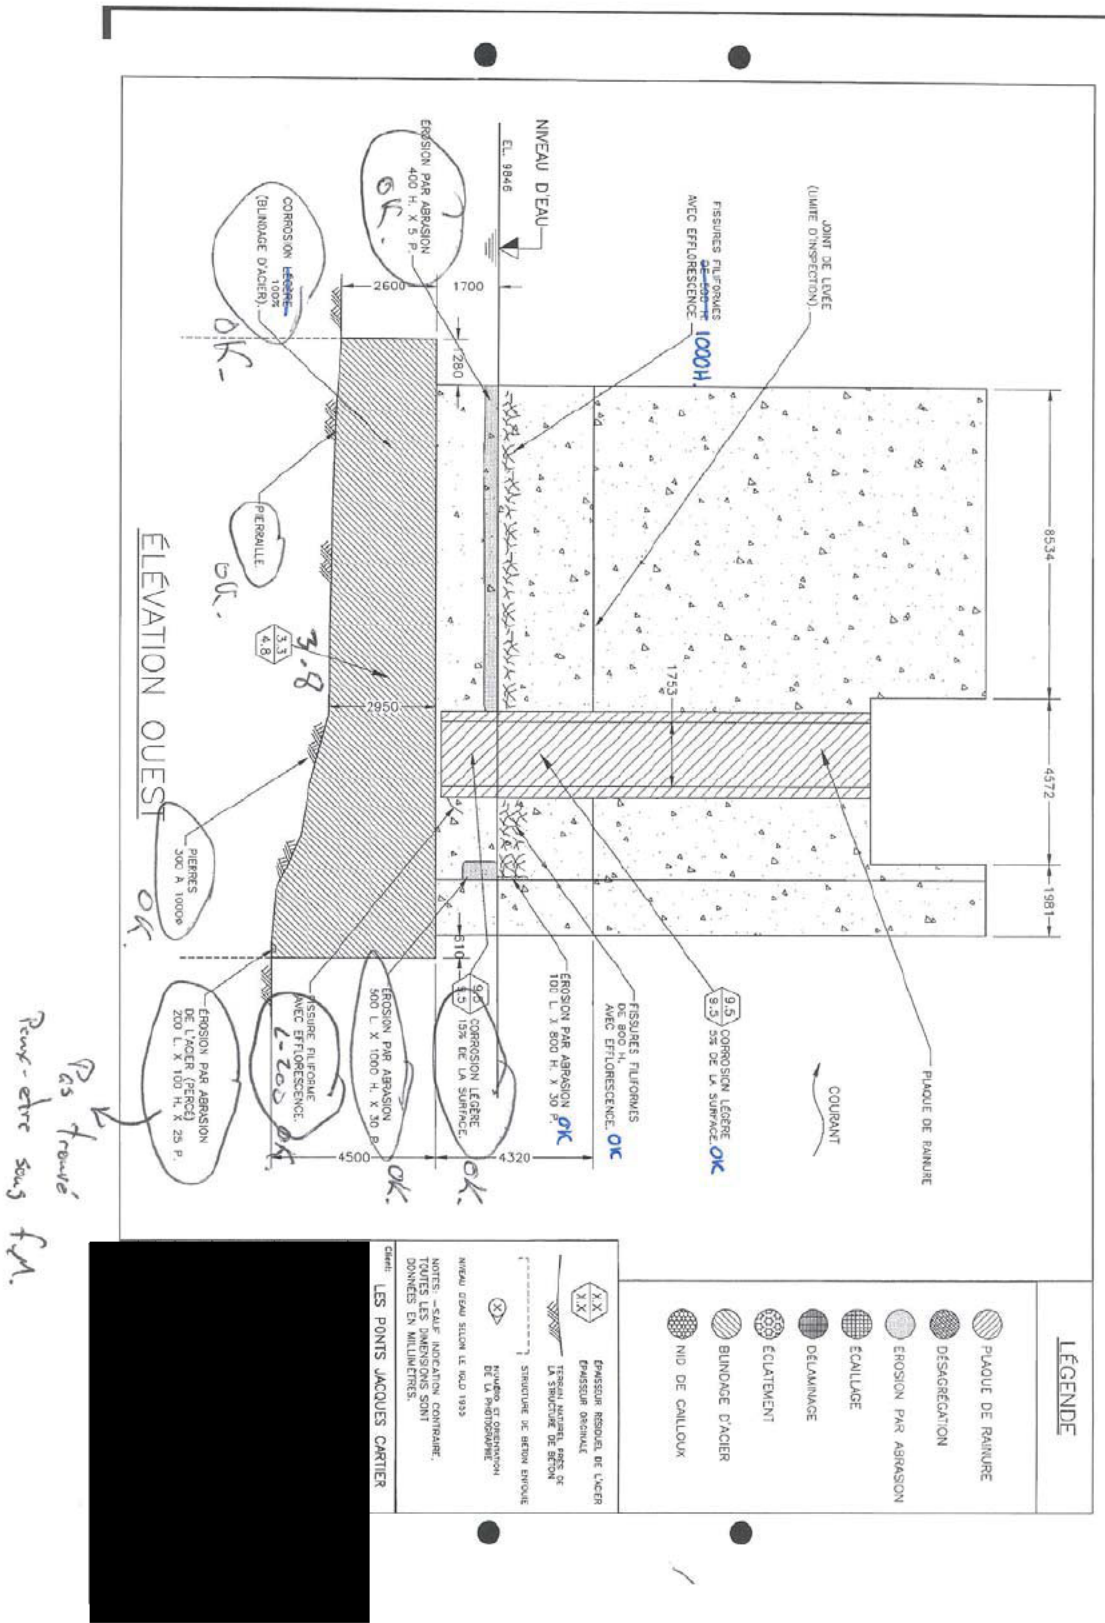 8534
4572
1981
JOINT DE LEVÉE
(LIMITE D'INSPECTION)
FISSURES FILIFORMES
DE 500 H. 1000H.
AVEC EFFLORESCENCE
NIVEAU D'EAU
EL. 9846
ÉROSION PAR ABRASION
400 H. X 5 P.
OK.
CORROSION LÉGÈRE
100%
(BLINDAGE D'ACIER)
OK-
1700
2600
1280
1753
2950
610
4320
4500
PIERRAILLE
OK.
3.3
4.8
3.8
PIERRES
300 À 1000Ø
OK.
PLAQUE DE RAINURE
COURANT
9.5
9.5
CORROSION LÉGÈRE
5% DE LA SURFACE. OK
FISSURES FILIFORMES
DE 800 H.
AVEC EFFLORESCENCE. OK
ÉROSION PAR ABRASION
100 L. X 800 H. X 30 P. OK
9.5
9.5
CORROSION LÉGÈRE
15% DE LA SURFACE
OK.
ÉROSION PAR ABRASION
500 L. X 1000 H. X 30 P.
OK.
FISSURE FILIFORME
AVEC EFFLORESCENCE.
L-200 OK
ÉROSION PAR ABRASION
DE L'ACIER (PERCÉ)
200 L. X 100 H. X 25 P.
Pas trouvé
Peux-etre sous f.m.
ÉLÉVATION OUEST
LÉGENDE
PLAQUE DE RAINURE
DÉSAGRÉGATION
ÉROSION PAR ABRASION
ÉCAILLAGE
DÉLAMINAGE
ÉCLATEMENT
BLINDAGE D'ACIER
NID DE CAILLOUX
X.X
X.X
ÉPAISSEUR RÉSIDUEL DE L'ACIER
ÉPAISSEUR ORIGINALE
TERRAIN NATUREL PRÈS DE
LA STRUCTURE DE BÉTON
STRUCTURE DE BÉTON ENFOUIE
X
NUMÉRO ET ORIENTATION
DE LA PHOTOGRAPHIE
NIVEAU D'EAU SELON LE IGLD 1955
NOTES: -SAUF INDICATION CONTRAIRE,
TOUTES LES DIMENSIONS SONT
DONNÉES EN MILLIMÈTRES.
Client:
LES PONTS JACQUES CARTIER